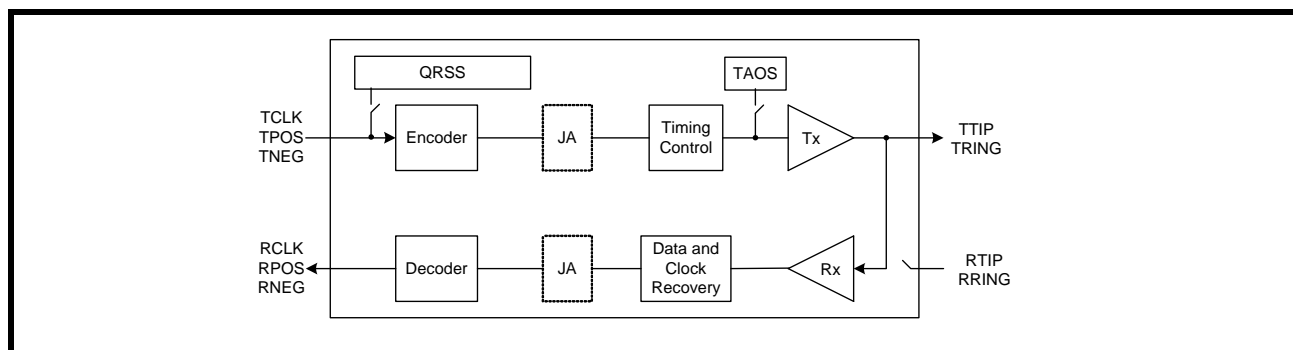 QRSS
TAOS
TCLK
TPOS
TNEG
Encoder
JA
Timing
Control
Tx
TTIP
TRING
RCLK
RPOS
RNEG
Decoder
JA
Data and
Clock
Recovery
Rx
RTIP
RRING